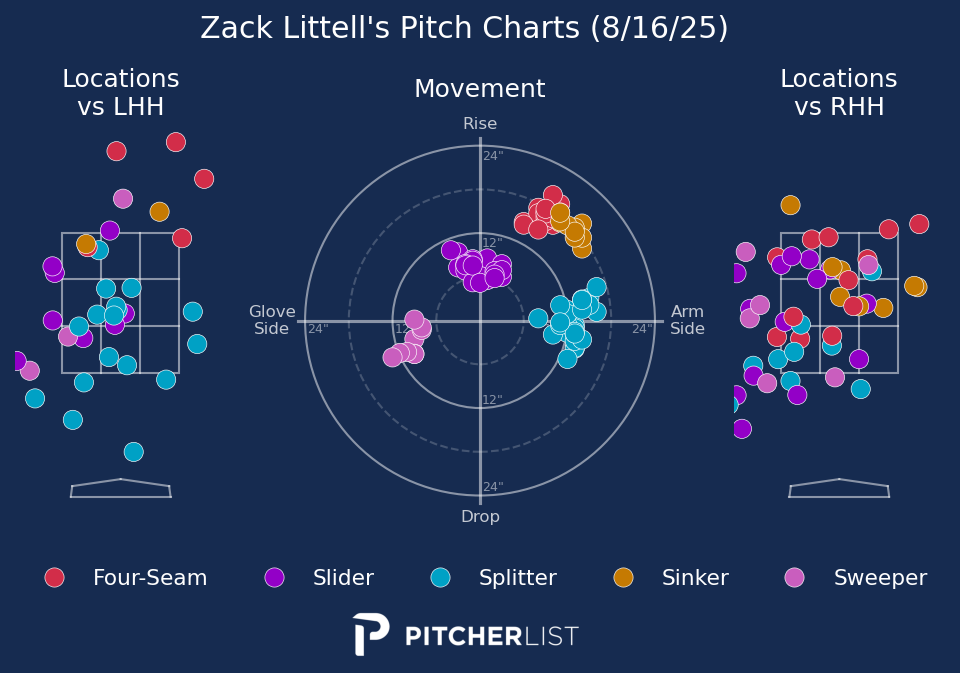 Zack Littell's Pitch Charts (8/16/25)
Locations
vs LHH
Movement
Locations
vs RHH
Rise
24"
12"
Glove
Side
24"
12"
24"
Arm
Side
12"
24"
Drop
Four-Seam
Slider
Splitter
Sinker
Sweeper
PITCHERLIST